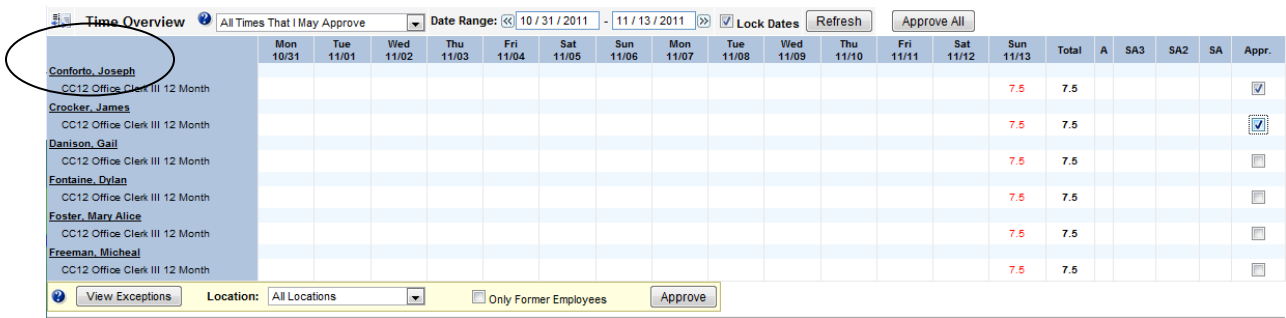 Time Overview All Times That I May Approve Date Range: 10 / 31 / 2011 - 11 / 13 / 2011 Lock Dates Refresh Approve All
Mon Tue Wed Thu Fri Sat Sun Mon Tue Wed Thu Fri Sat Sun Total A SA3 SA2 SA Appr.
10/31 11/01 11/02 11/03 11/04 11/05 11/06 11/07 11/08 11/09 11/10 11/11 11/12 11/13
Conforto, Joseph
CC12 Office Clerk III 12 Month 7.5 7.5
Crocker, James
CC12 Office Clerk III 12 Month 7.5 7.5
Danison, Gail
CC12 Office Clerk III 12 Month 7.5 7.5
Fontaine, Dylan
CC12 Office Clerk III 12 Month 7.5 7.5
Foster, Mary Alice
CC12 Office Clerk III 12 Month 7.5 7.5
Freeman, Micheal
CC12 Office Clerk III 12 Month 7.5 7.5
View Exceptions Location: All Locations Only Former Employees Approve